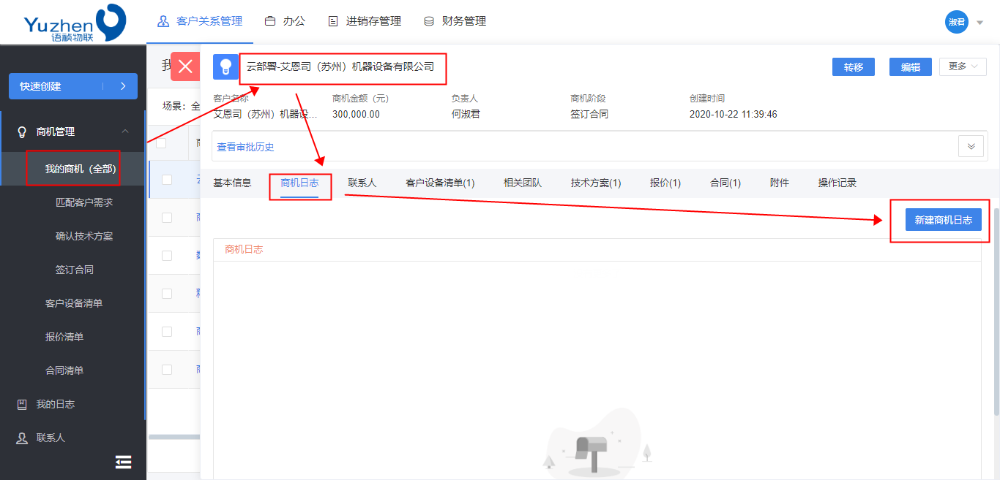 Yuzhen
语祯物联
客户关系管理
办公
进销存管理
财务管理
淑君
快速创建
商机管理
我的商机（全部）
匹配客户需求
确认技术方案
签订合同
客户设备清单
报价清单
合同清单
我的日志
联系人
我
场景：全
云部署-艾恩司（苏州）机器设备有限公司
转移
编辑
更多
客户名称
商机金额（元）
负责人
商机阶段
创建时间
艾恩司（苏州）机器设...
300,000.00
何淑君
签订合同
2020-10-22 11:39:46
查看审批历史
基本信息
商机日志
联系人
客户设备清单(1)
相关团队
技术方案(1)
报价(1)
合同(1)
附件
操作记录
新建商机日志
商机日志